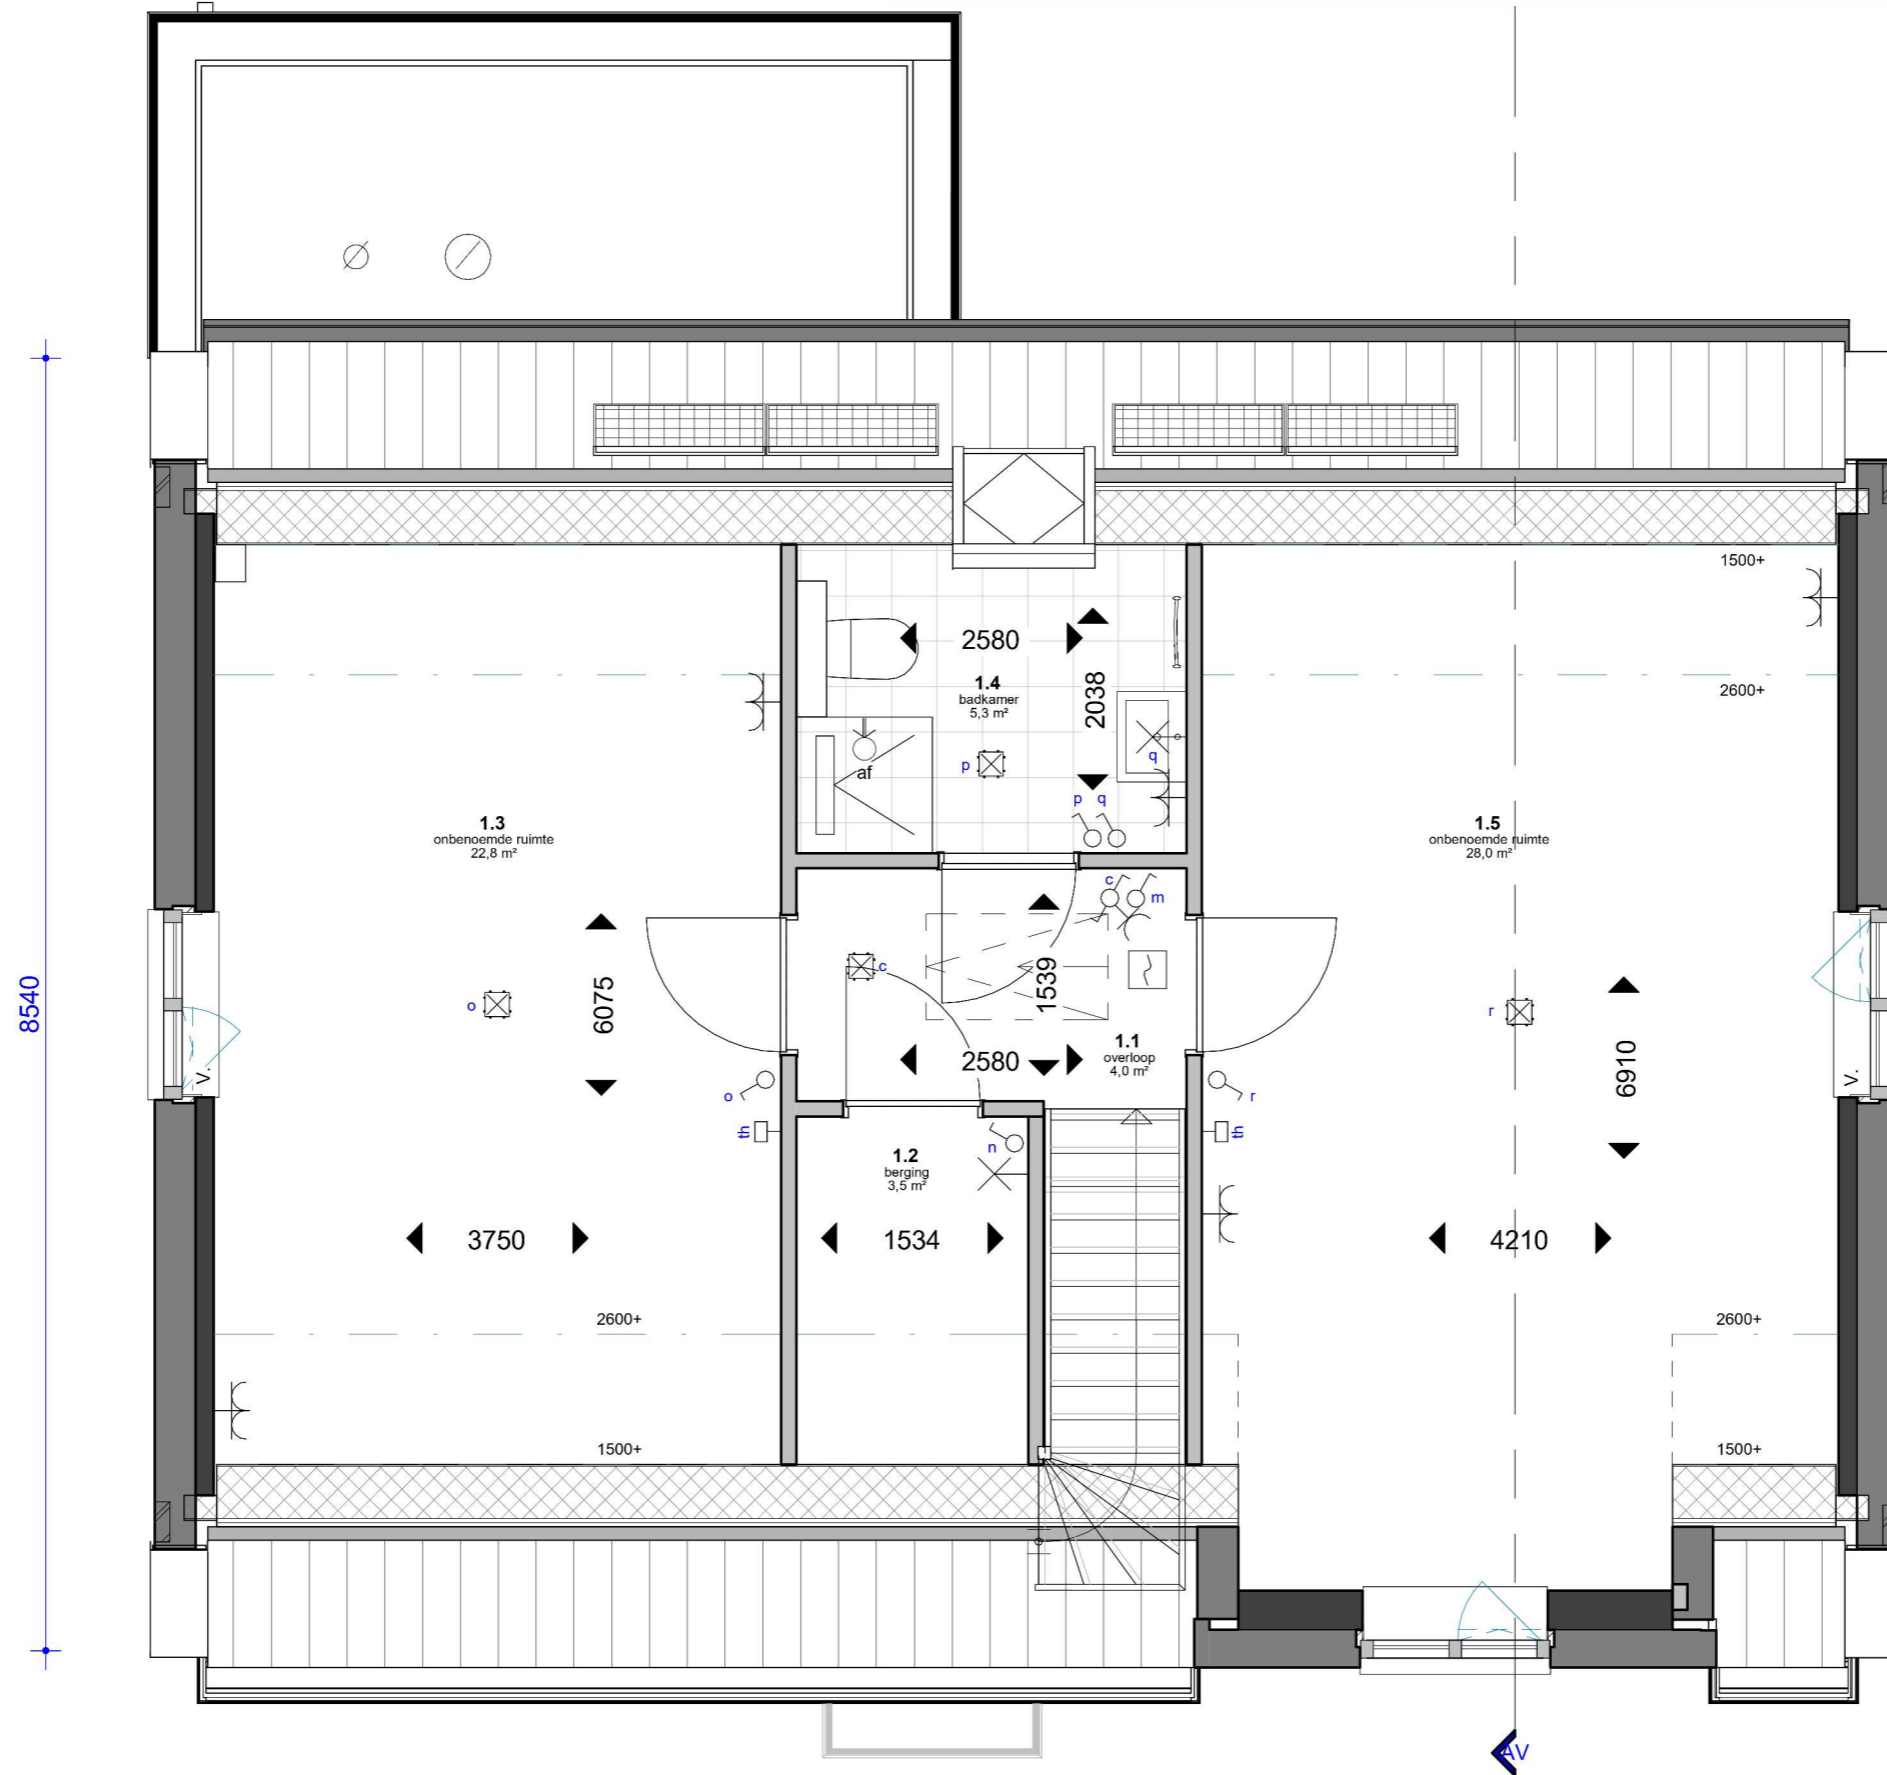 1500+
2600+
2580
2038
1.4
badkamer
5,3 m²
af
p
q
p q
1.3
onbenoemde ruimte
22,8 m²
1.5
onbenoemde ruimte
28,0 m²
c
m
c
1539
6075
8540
o
r
6910
V.
V.
2580
1.1
overloop
4,0 m²
o
r
th
th
n
1.2
berging
3,5 m²
3750
1534
4210
2600+
2600+
1500+
1500+
AV